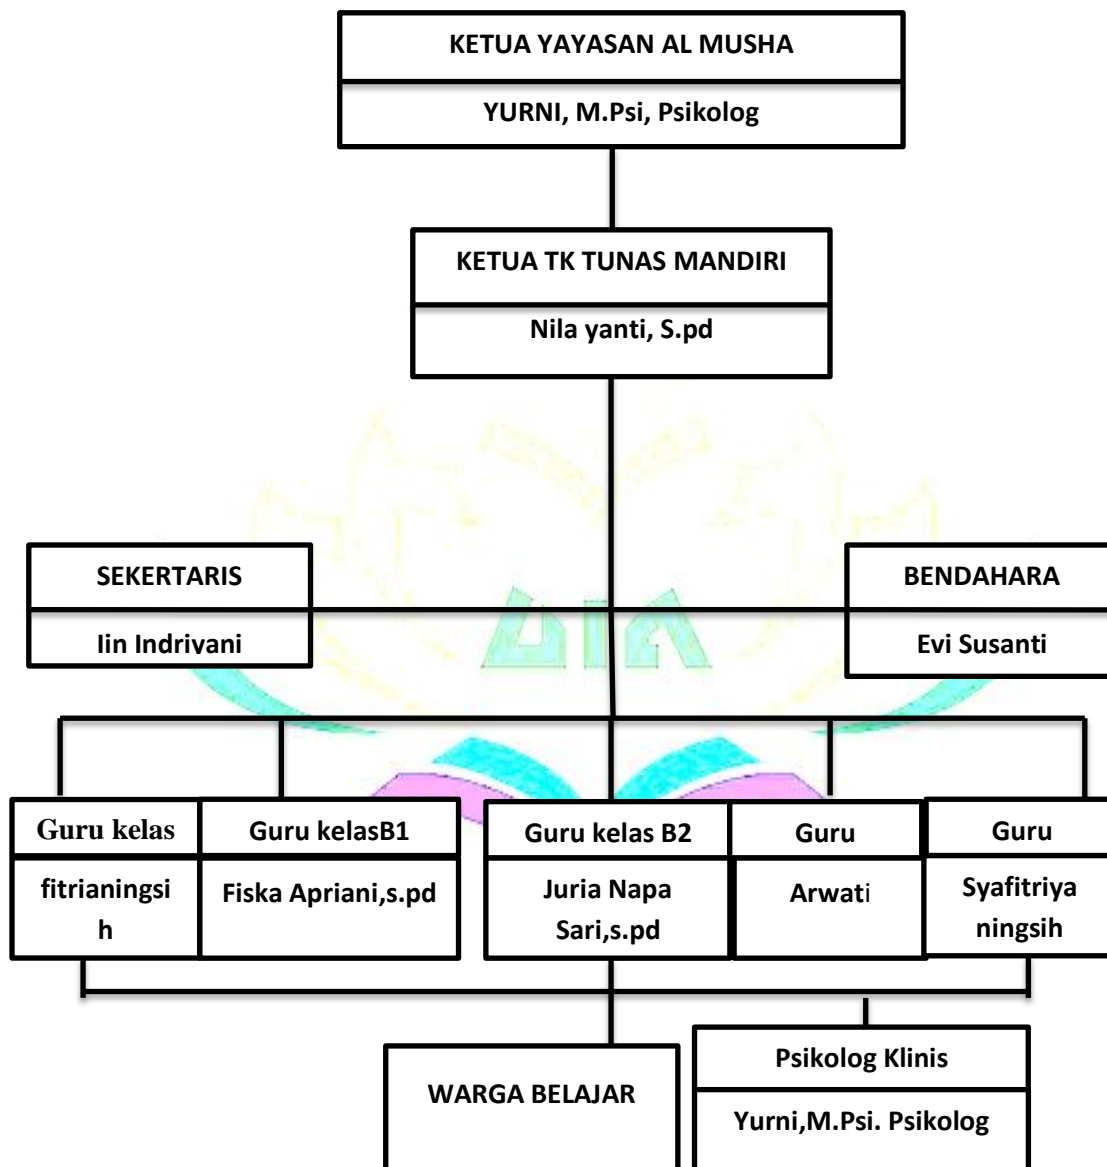 KETUA YAYASAN AL MUSHA
YURNI, M.Psi, Psikolog
KETUA TK TUNAS MANDIRI
Nila yanti, S.pd
SEKERTARIS
Iin Indrivani
BENDAHARA
Evi Susanti
Guru kelas
fitrianingsi
h
Guru kelasB1
Fiska Apriani,s.pd
Guru kelas B2
Juria Napa
Sari,s.pd
Guru
Arwati
Guru
Syafitriya
ningsih
WARGA BELAJAR
Psikolog Klinis
Yurni,M.Psi. Psikolog